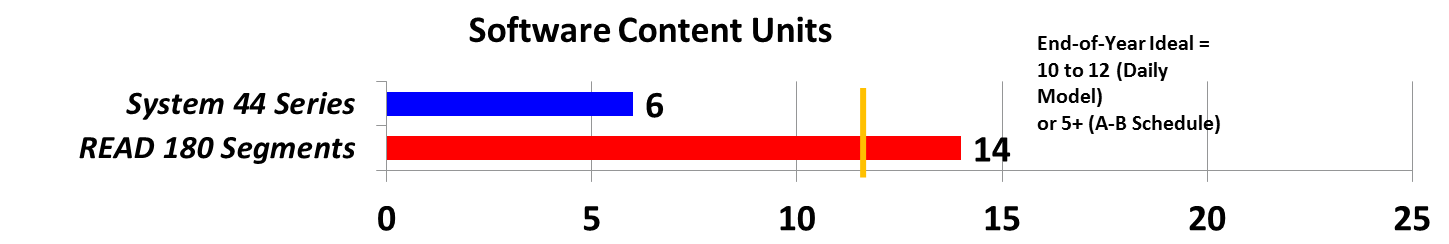 Software Content Units
End-of-Year Ideal =
10 to 12 (Daily
Model)
or 5+ (A-B Schedule)
System 44 Series
6
READ 180 Segments
14
0 5 10 15 20 25